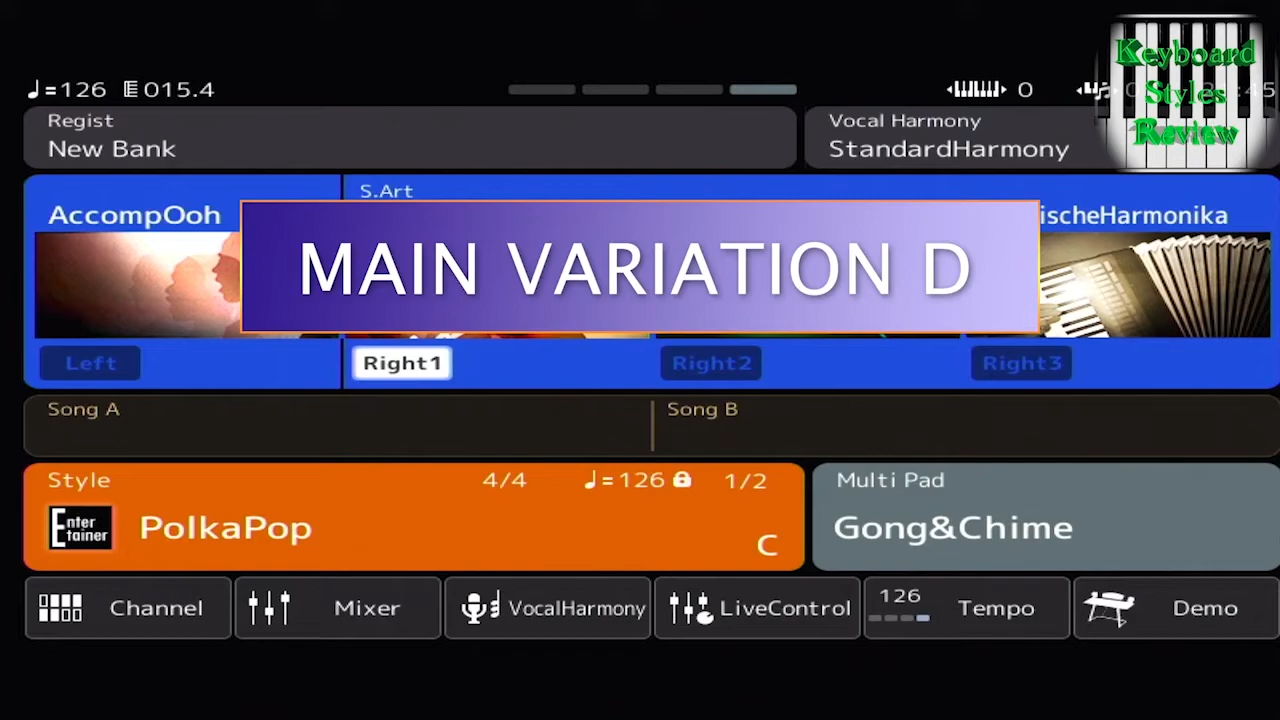 =126 015.4
0
:45
Keyboard
Styles
Review
Regist
New Bank
Vocal Harmony
StandardHarmony
AccompOoh
S.Art
ischeHarmonika
MAIN VARIATION D
Left
Right1
Right2
Right3
Song A
Song B
Style
4/4
=126
1/2
Entertainer
PolkaPop
C
Multi Pad
Gong&Chime
Channel
Mixer
VocalHarmony
LiveControl
126
Tempo
Demo